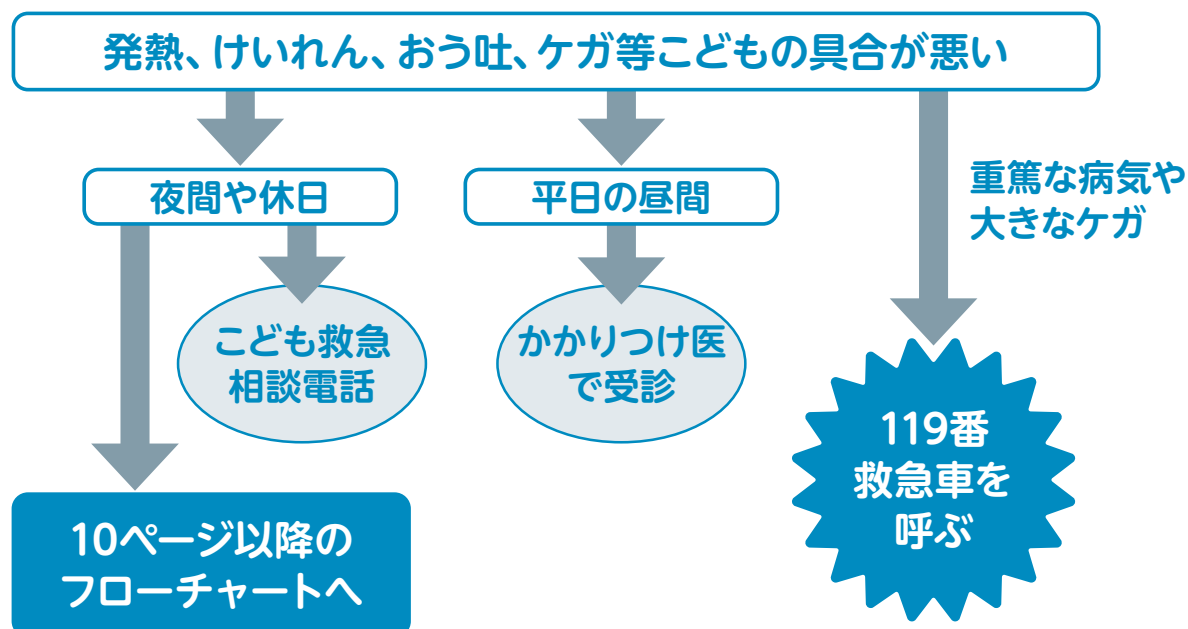 発熱、けいれん、おう吐、ケガ等こどもの具合が悪い
夜間や休日
平日の昼間
重篤な病気や
大きなケガ
こども救急
相談電話
かかりつけ医
で受診
119番
救急車を
呼ぶ
10ページ以降の
フローチャートへ